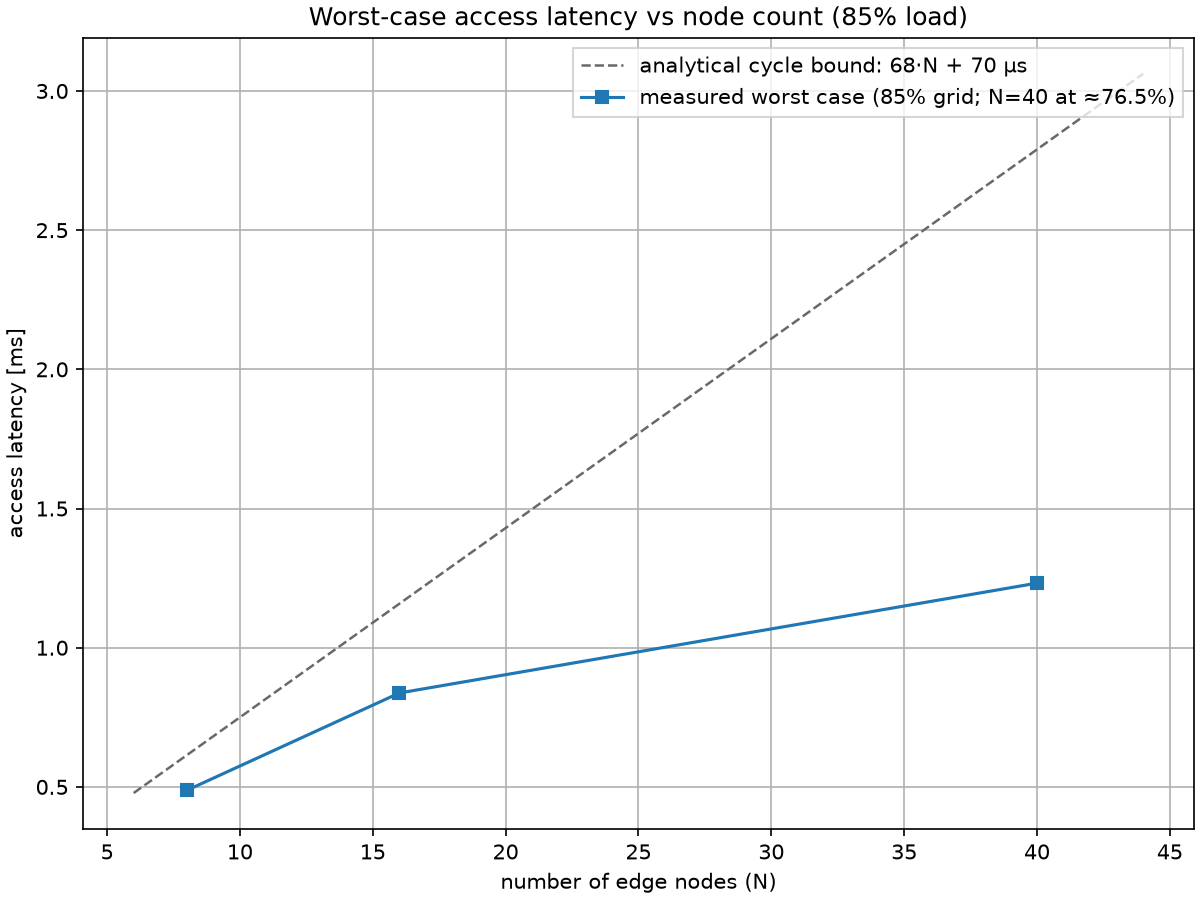 Worst-case access latency vs node count (85% load)
analytical cycle bound: 68·N + 70 µs
measured worst case (85% grid; N=40 at ≈76.5%)
access latency [ms]
3.0
2.5
2.0
1.5
1.0
0.5
5 10 15 20 25 30 35 40 45
number of edge nodes (N)